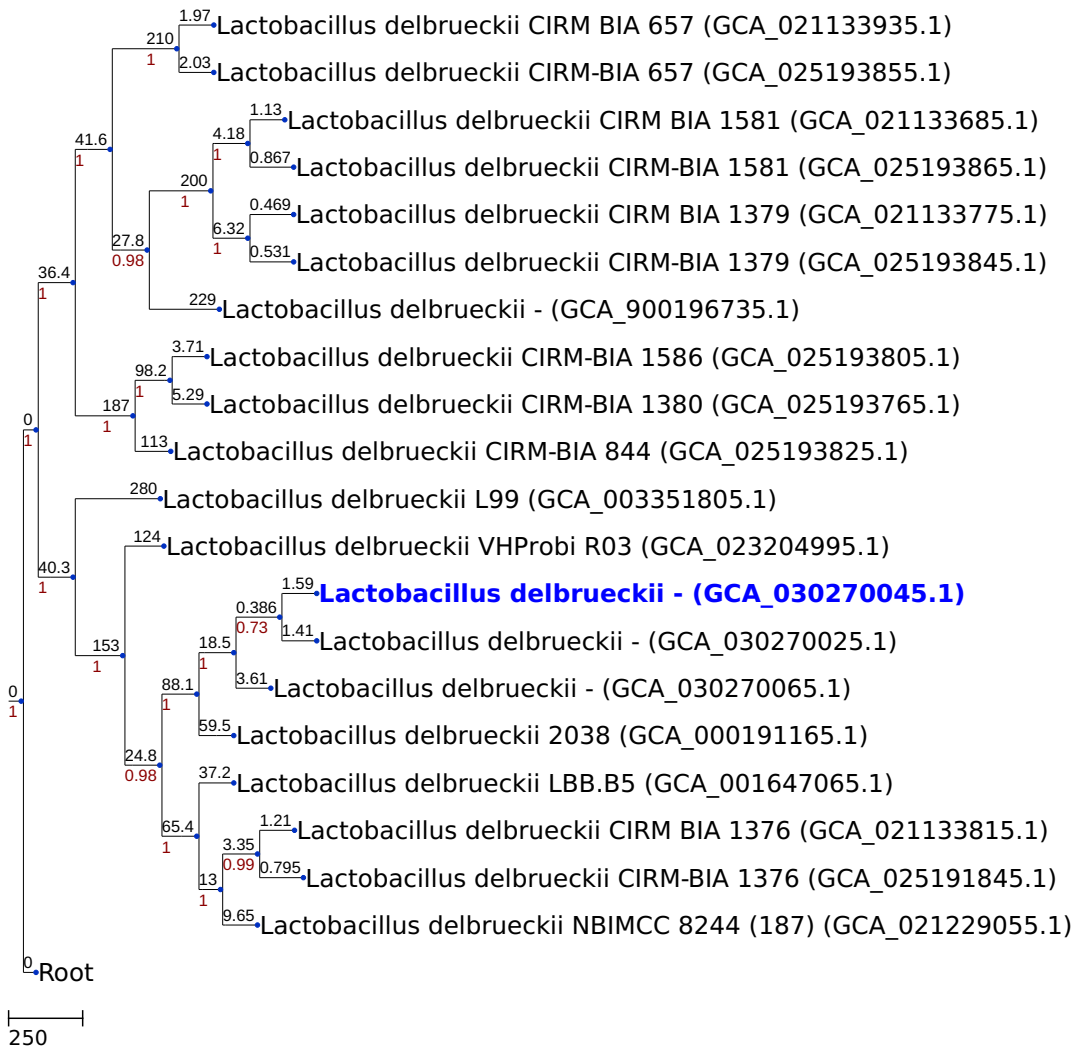 1.97
Lactobacillus delbrueckii CIRM BIA 657 (GCA_021133935.1)
210
1
2.03
Lactobacillus delbrueckii CIRM-BIA 657 (GCA_025193855.1)
1.13
Lactobacillus delbrueckii CIRM BIA 1581 (GCA_021133685.1)
41.6
1
4.18
1
0.867
Lactobacillus delbrueckii CIRM-BIA 1581 (GCA_025193865.1)
200
1
0.469
Lactobacillus delbrueckii CIRM BIA 1379 (GCA_021133775.1)
27.8
0.98
6.32
1
0.531
Lactobacillus delbrueckii CIRM-BIA 1379 (GCA_025193845.1)
36.4
1
229
Lactobacillus delbrueckii - (GCA_900196735.1)
3.71
Lactobacillus delbrueckii CIRM-BIA 1586 (GCA_025193805.1)
98.2
1
5.29
Lactobacillus delbrueckii CIRM-BIA 1380 (GCA_025193765.1)
187
1
0
1
113
Lactobacillus delbrueckii CIRM-BIA 844 (GCA_025193825.1)
280
Lactobacillus delbrueckii L99 (GCA_003351805.1)
124
Lactobacillus delbrueckii VHProbi R03 (GCA_023204995.1)
40.3
1
1.59
Lactobacillus delbrueckii - (GCA_030270045.1)
0.386
0.73
1.41
Lactobacillus delbrueckii - (GCA_030270025.1)
153
1
18.5
1
3.61
Lactobacillus delbrueckii - (GCA_030270065.1)
0
1
88.1
1
59.5
Lactobacillus delbrueckii 2038 (GCA_000191165.1)
24.8
0.98
37.2
Lactobacillus delbrueckii LBB.B5 (GCA_001647065.1)
65.4
1
1.21
Lactobacillus delbrueckii CIRM BIA 1376 (GCA_021133815.1)
3.35
0.99
0.795
Lactobacillus delbrueckii CIRM-BIA 1376 (GCA_025191845.1)
13
1
9.65
Lactobacillus delbrueckii NBIMCC 8244 (187) (GCA_021229055.1)
0
Root
250